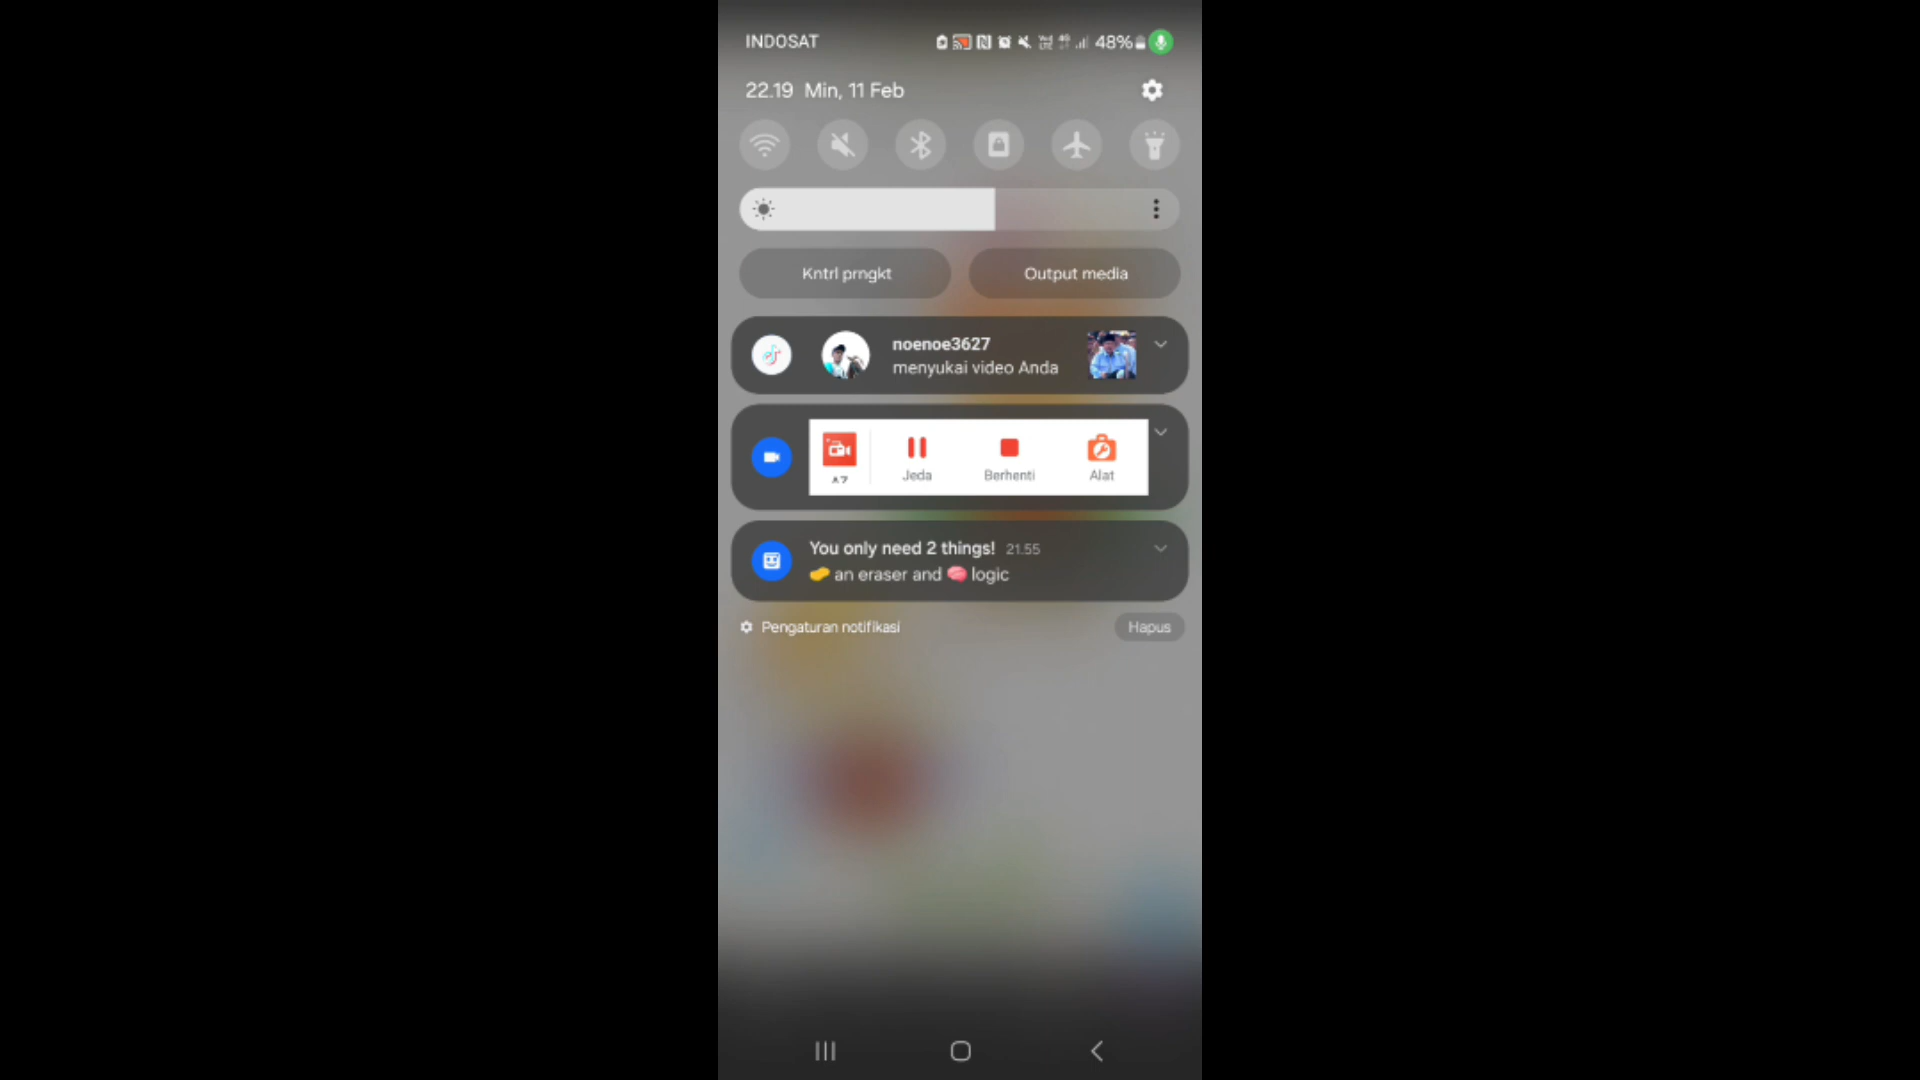 INDOSAT 48%
22.19 Min, 11 Feb
Kntrl prngkt Output media
noenoe3627
menyukai video Anda
Jeda Berhenti Alat
You only need 2 things! 21.55
an eraser and logic
Pengaturan notifikasi Hapus